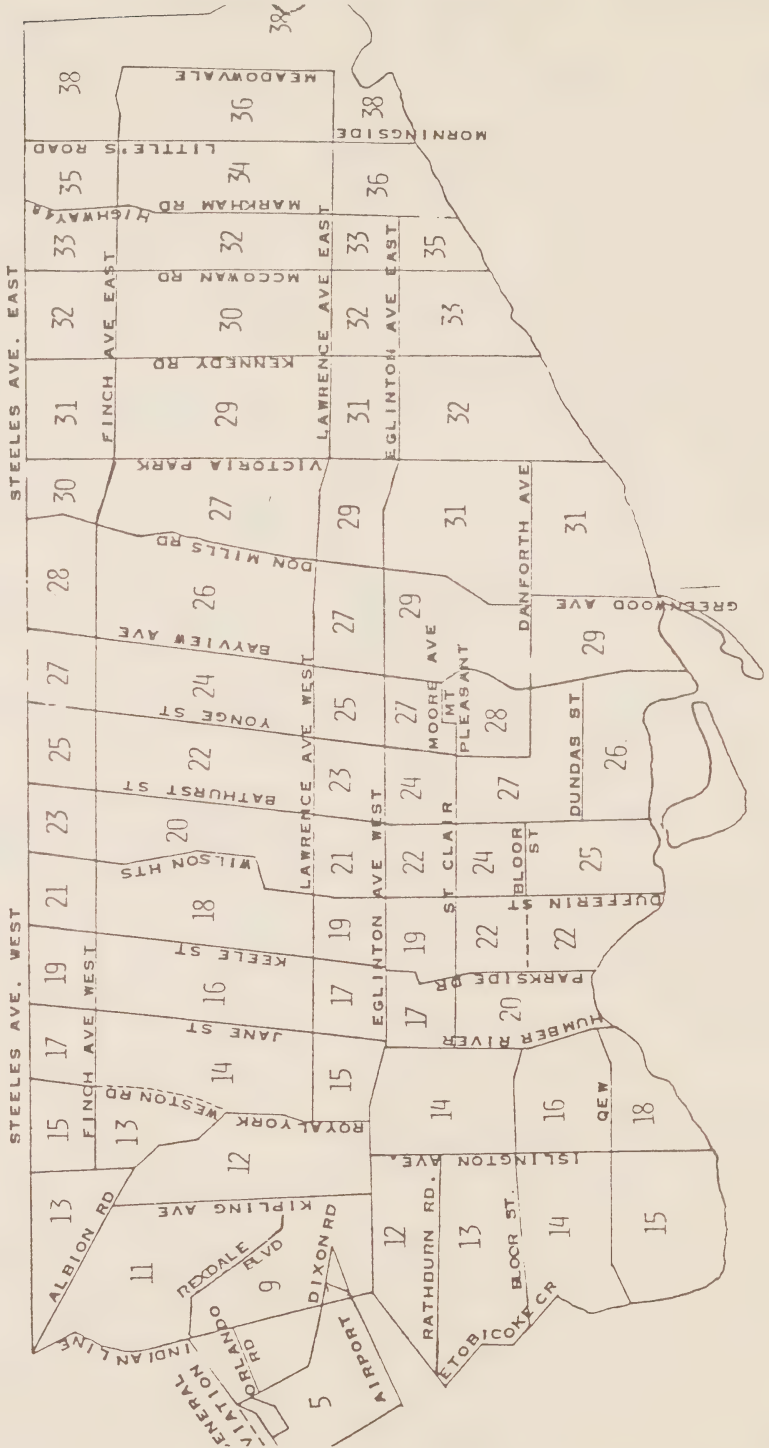 STEELES AVE. WEST
STEELES AVE. EAST
13
15
17
19
21
23
25
27
28
30
31
32
33
35
38
38
FINCH AVE WEST
FINCH AVE EAST
HIGHWAY 48
LITTLE'S ROAD
INDIAN LINE
ALBION RD
11
KIPLING AVE
12
13
WESTON RD
14
JANE ST
16
KEELE ST
18
WILSON HTS
20
BATHURST ST
22
YONGE ST
24
BAYVIEW AVE
26
DON MILLS RD
27
VICTORIA PARK
29
KENNEDY RD
30
MCCOWAN RD
32
MARKHAM RD
34
36
MEADOWVALE
REXDALE
BLVD
9
DIXON RD
ORLANDO
RD
GENERAL
VIATION
5
AIRPORT
ROYAL YORK
LAWRENCE AVE WEST
LAWRENCE AVE EAST
15
17
19
21
23
25
27
29
31
32
33
36
38
MORNINGSIDE
EGLINTON AVE WEST
EGLINTON AVE EAST
12
14
17
19
22
24
27
29
31
32
33
35
RATHDURN RD.
ST CLAIR
MOORE AVE
MT
PLEASANT
13
ISLINGTON AVE.
HUMBER RIVER
20
PARKSIDE DR
22
24
27
28
DANFORTH AVE
ETOBICOKE CR
BLOOR ST.
BLOOR
ST
14
16
22
DUFFERIN ST
25
DUNDAS ST
26
29
GREENWOOD AVE
31
QEW
15
18